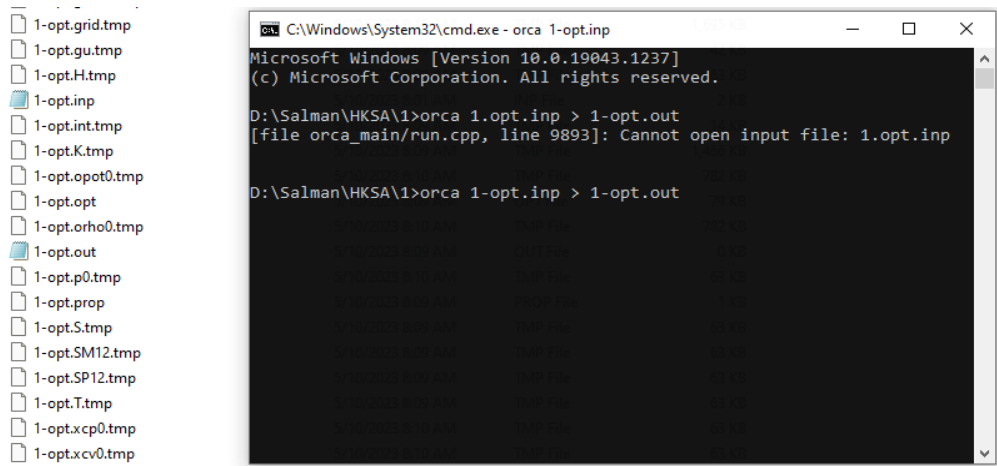 1-opt.grid.tmp
1-opt.gu.tmp
1-opt.H.tmp
1-opt.inp
1-opt.int.tmp
1-opt.K.tmp
1-opt.opot0.tmp
1-opt.opt
1-opt.orho0.tmp
1-opt.out
1-opt.p0.tmp
1-opt.prop
1-opt.S.tmp
1-opt.SM12.tmp
1-opt.SP12.tmp
1-opt.T.tmp
1-opt.xcp0.tmp
1-opt.xcv0.tmp
C:\Windows\System32\cmd.exe - orca 1-opt.inp
Microsoft Windows [Version 10.0.19043.1237]
(c) Microsoft Corporation. All rights reserved.
D:\Salman\HKSA\1>orca 1.opt.inp > 1-opt.out
[file orca_main/run.cpp, line 9893]: Cannot open input file: 1.opt.inp
D:\Salman\HKSA\1>orca 1-opt.inp > 1-opt.out